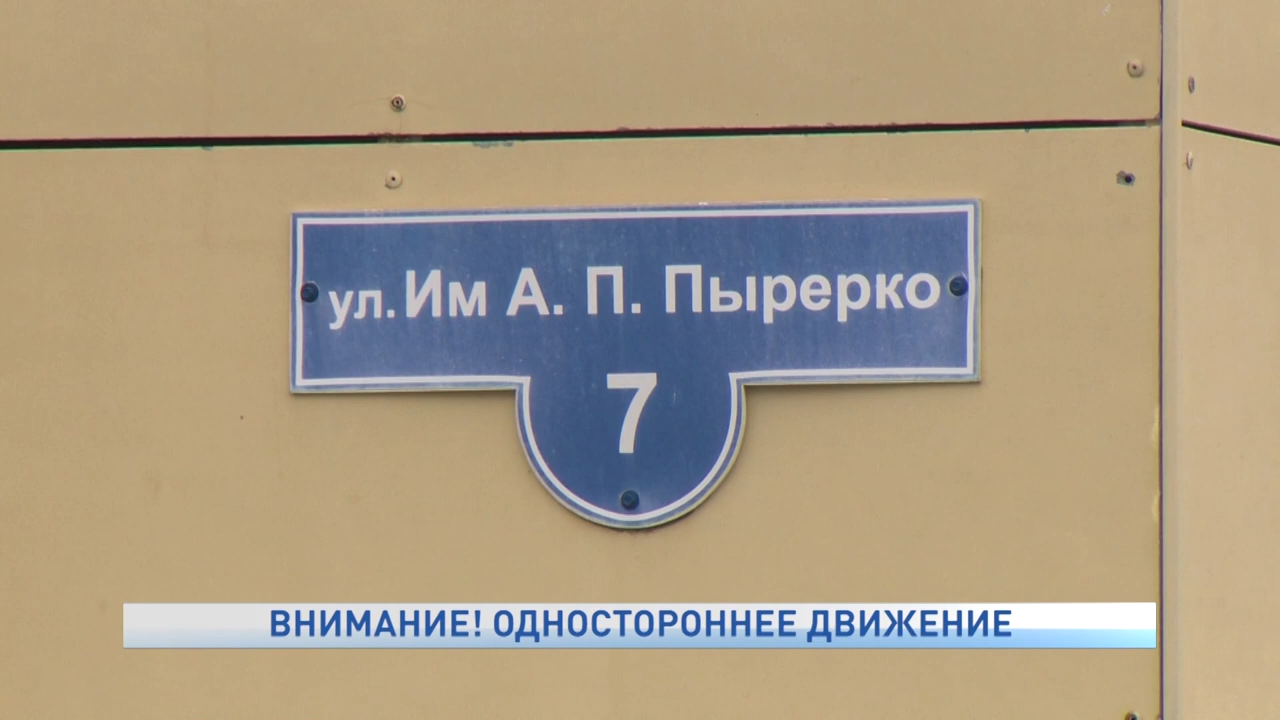 ул. Им А. П. Пырерко
7
ВНИМАНИЕ! ОДНОСТОРОННЕЕ ДВИЖЕНИЕ